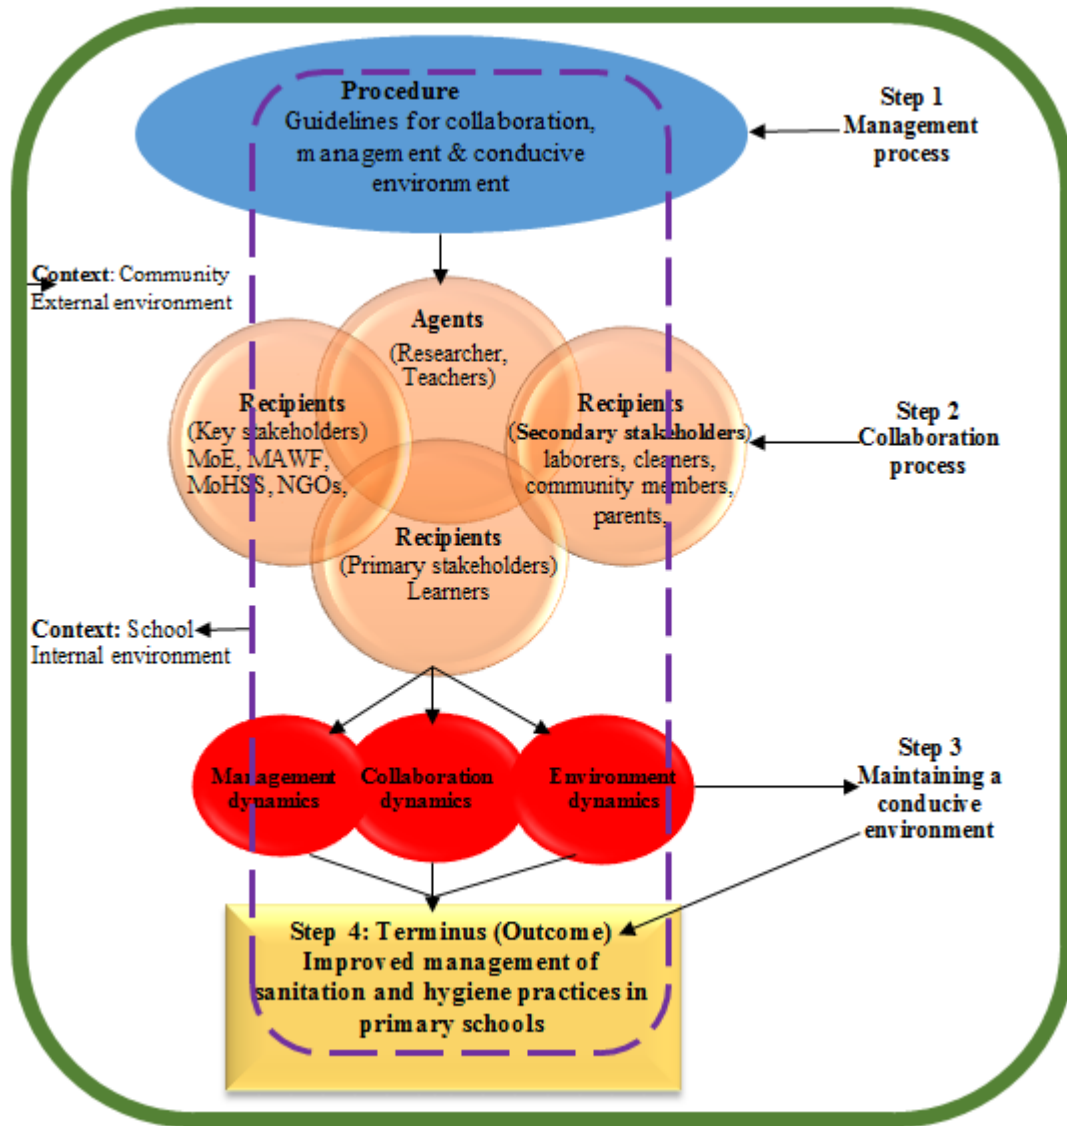 Procedure
Guidelines for collaboration,
management & conducive
environment
Step 1
Management
process
Context: Community
External environment
Agents
(Researcher,
Teachers)
Recipients
(Key stakeholders)
MoE, MAWF,
MoHSS, NGOs,
Recipients
(Secondary stakeholders)
laborers, cleaners,
community members,
parents,
Step 2
Collaboration
process
Recipients
(Primary stakeholders)
Learners
Context: School
Internal environment
Management
dynamics
Collaboration
dynamics
Environment
dynamics
Step 3
Maintaining a
conducive
environment
Step 4: Terminus (Outcome)
Improved management of
sanitation and hygiene practices in
primary schools